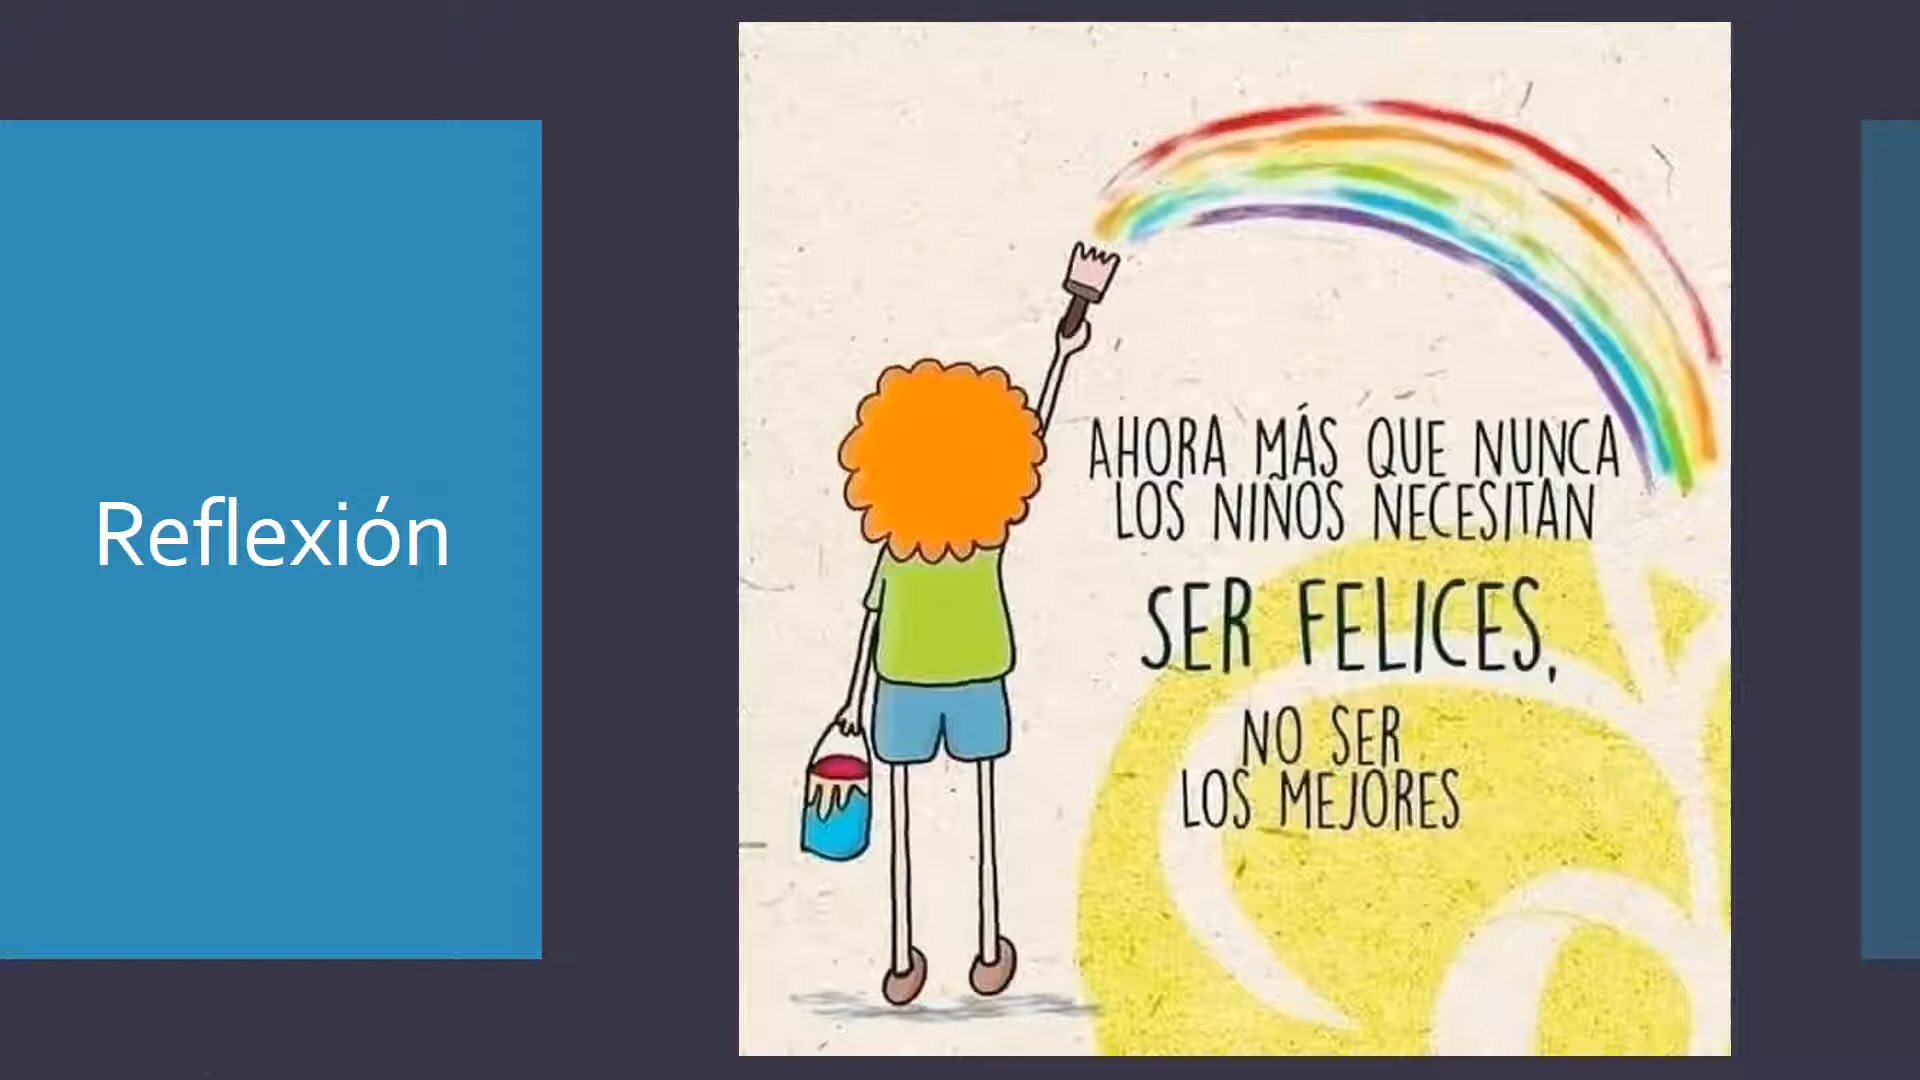 Reflexión
AHORA MÁS QUE NUNCA
LOS NIÑOS NECESITAN
SER FELICES,
NO SER
LOS MEJORES